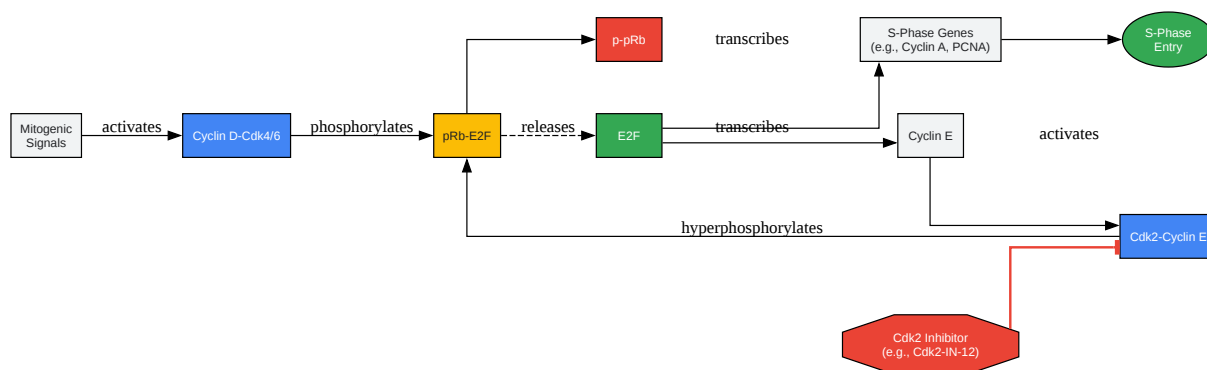 p-pRb
transcribes
S-Phase Genes
(e.g., Cyclin A, PCNA)
S-Phase
Entry
Mitogenic
Signals
activates
Cyclin D-Cdk4/6
phosphorylates
pRb-E2F
releases
E2F
transcribes
Cyclin E
activates
hyperphosphorylates
Cdk2-Cyclin E
Cdk2 Inhibitor
(e.g., Cdk2-IN-12)